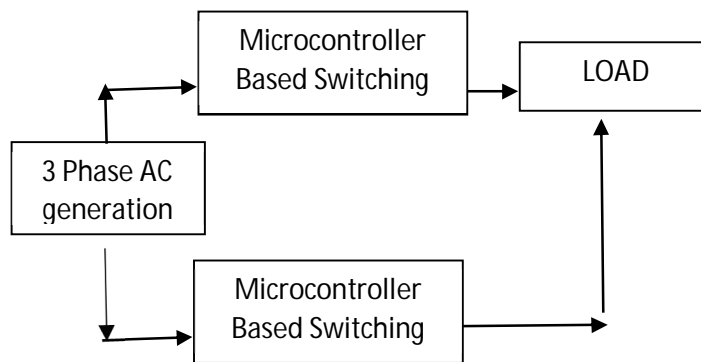 Microcontroller
Based Switching
LOAD
3 Phase AC
generation
Microcontroller
Based Switching